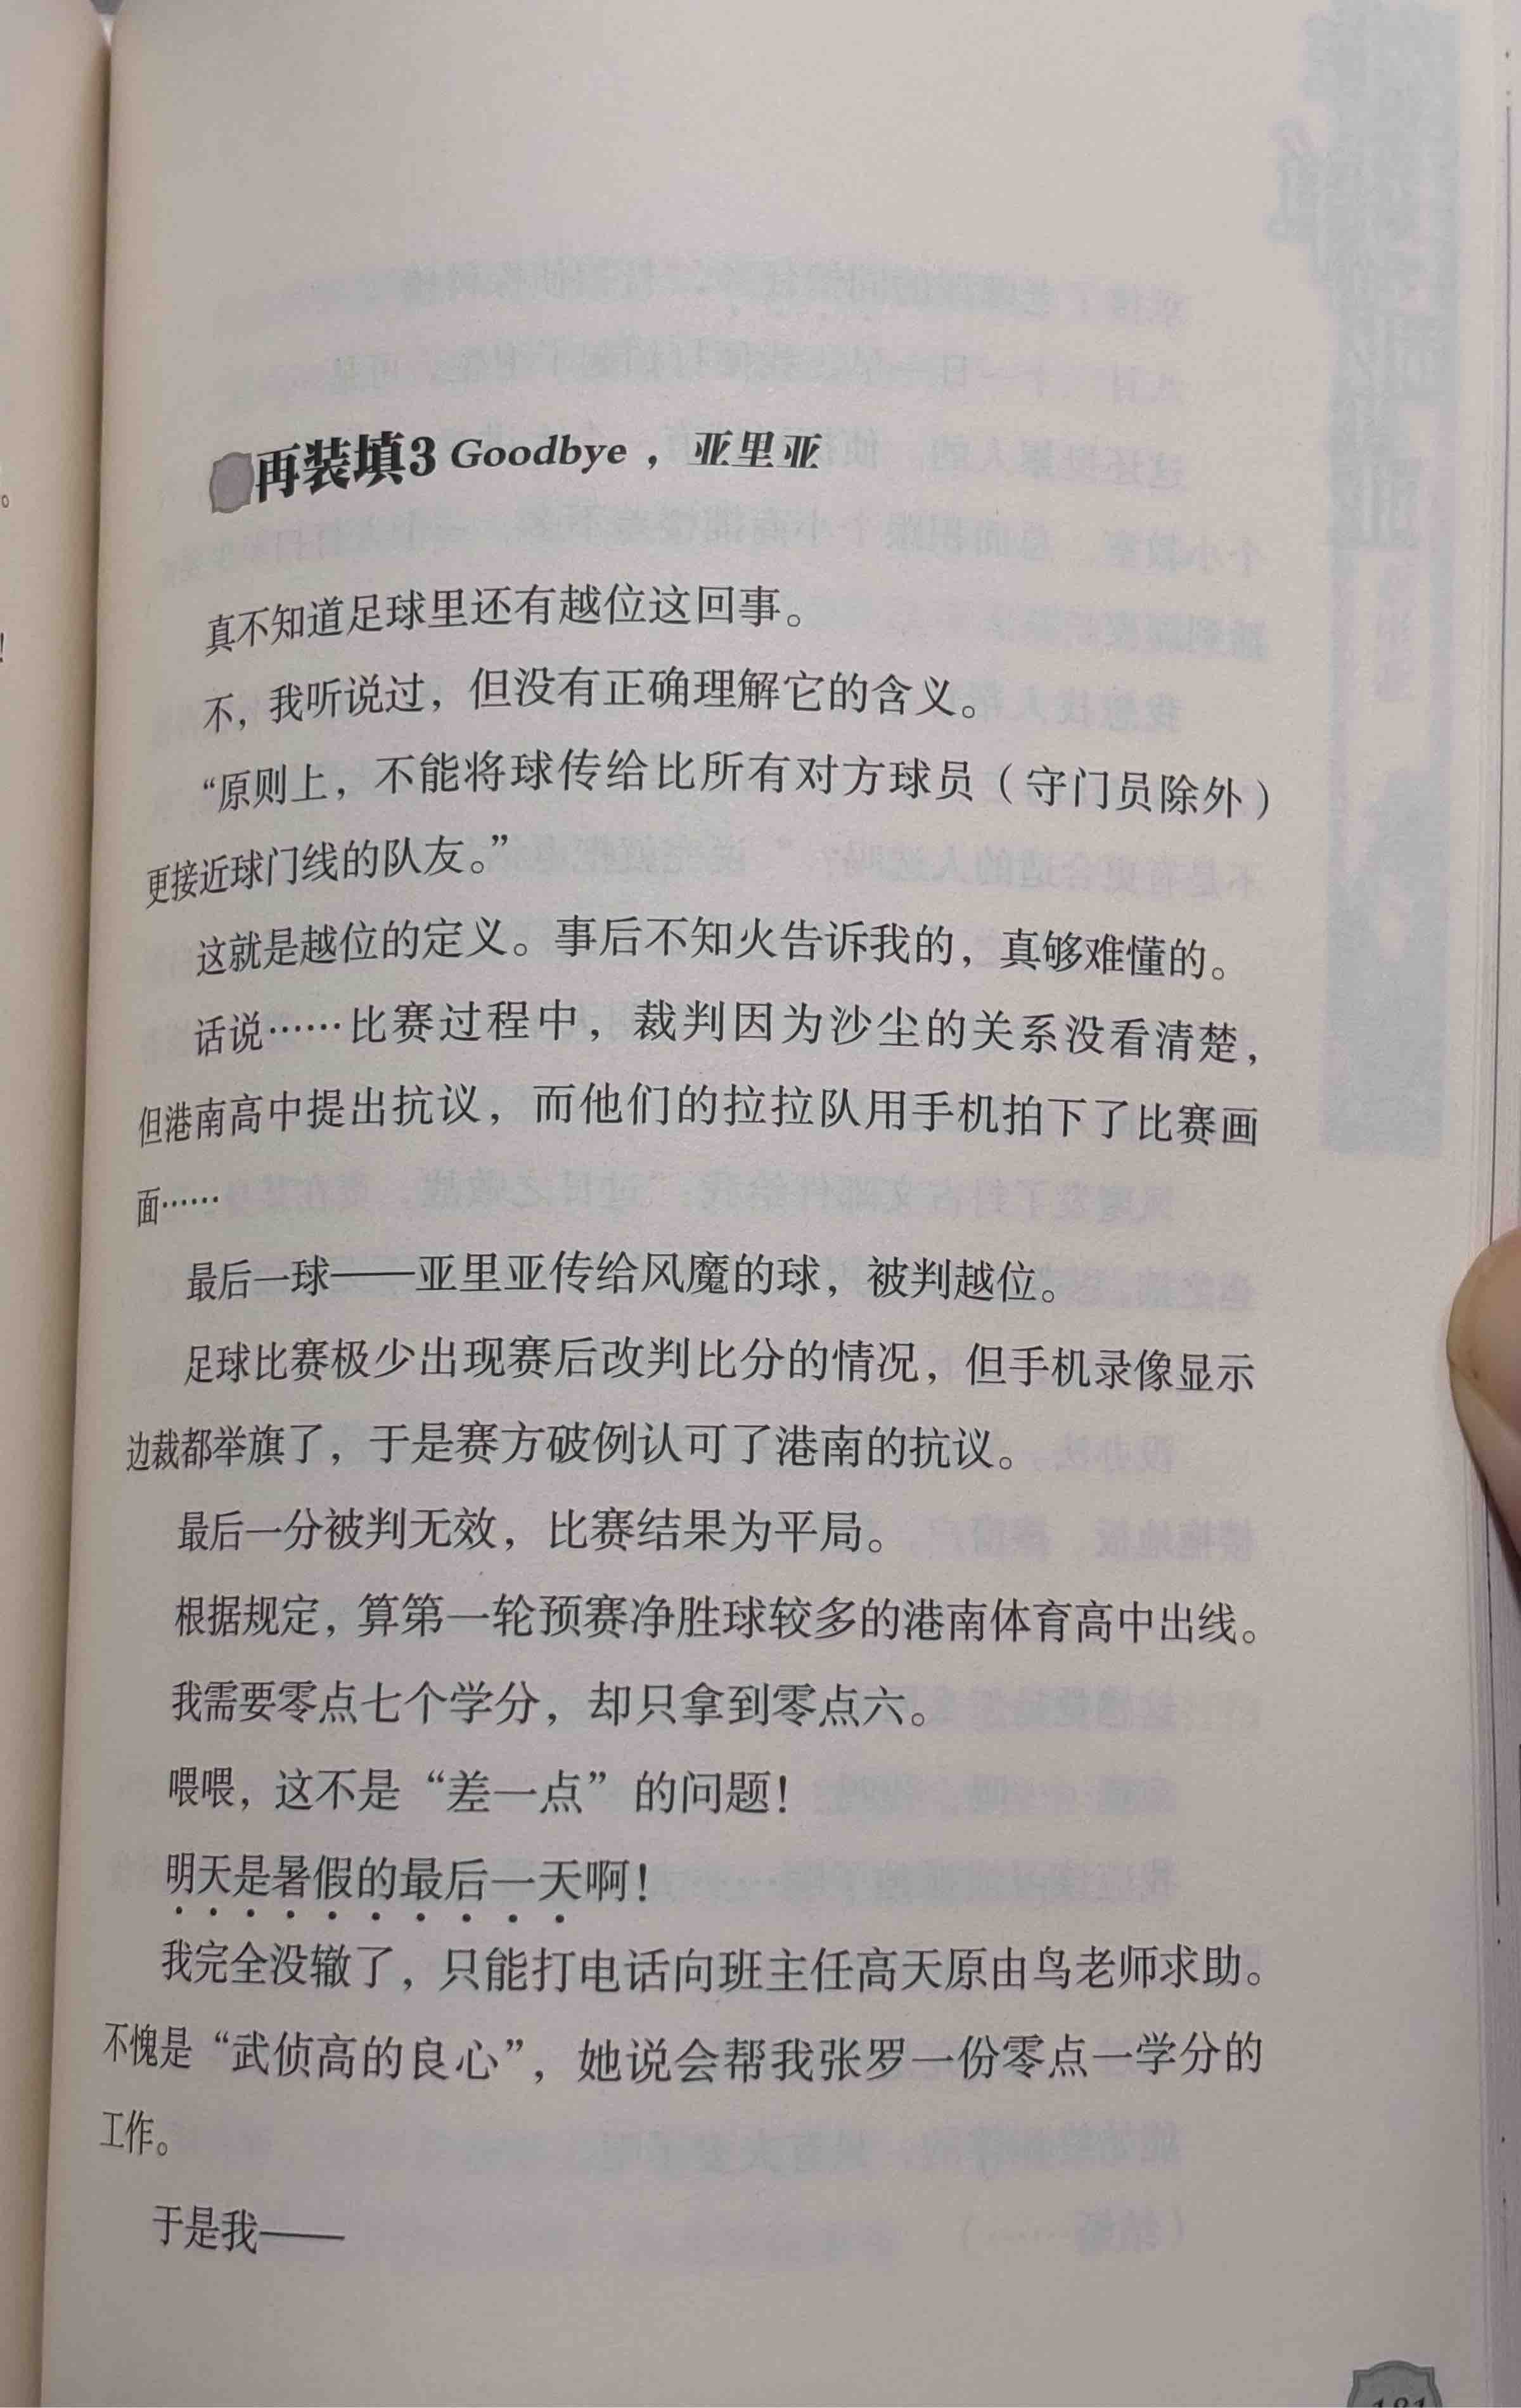 再装填3 Goodbye，亚里亚
真不知道足球里还有越位这回事。
不，我听说过，但没有正确理解它的含义。
“原则上，不能将球传给比所有对方球员（守门员除外）
更接近球门线的队友。”
这就是越位的定义。事后不知火告诉我的，真够难懂的。
话说……比赛过程中，裁判因为沙尘的关系没看清楚，
但港南高中提出抗议，而他们的拉拉队用手机拍下了比赛画
面……
最后一球——亚里亚传给风魔的球，被判越位。
足球比赛极少出现赛后改判比分的情况，但手机录像显示
边裁都举旗了，于是赛方破例认可了港南的抗议。
最后一分被判无效，比赛结果为平局。
根据规定，算第一轮预赛净胜球较多的港南体育高中出线。
我需要零点七个学分，却只拿到零点六。
喂喂，这不是“差一点”的问题！
明天是暑假的最后一天啊！
我完全没辙了，只能打电话向班主任高天原由鸟老师求助。
不愧是“武侦高的良心”，她说会帮我张罗一份零点一学分的
工作。
于是我——
181